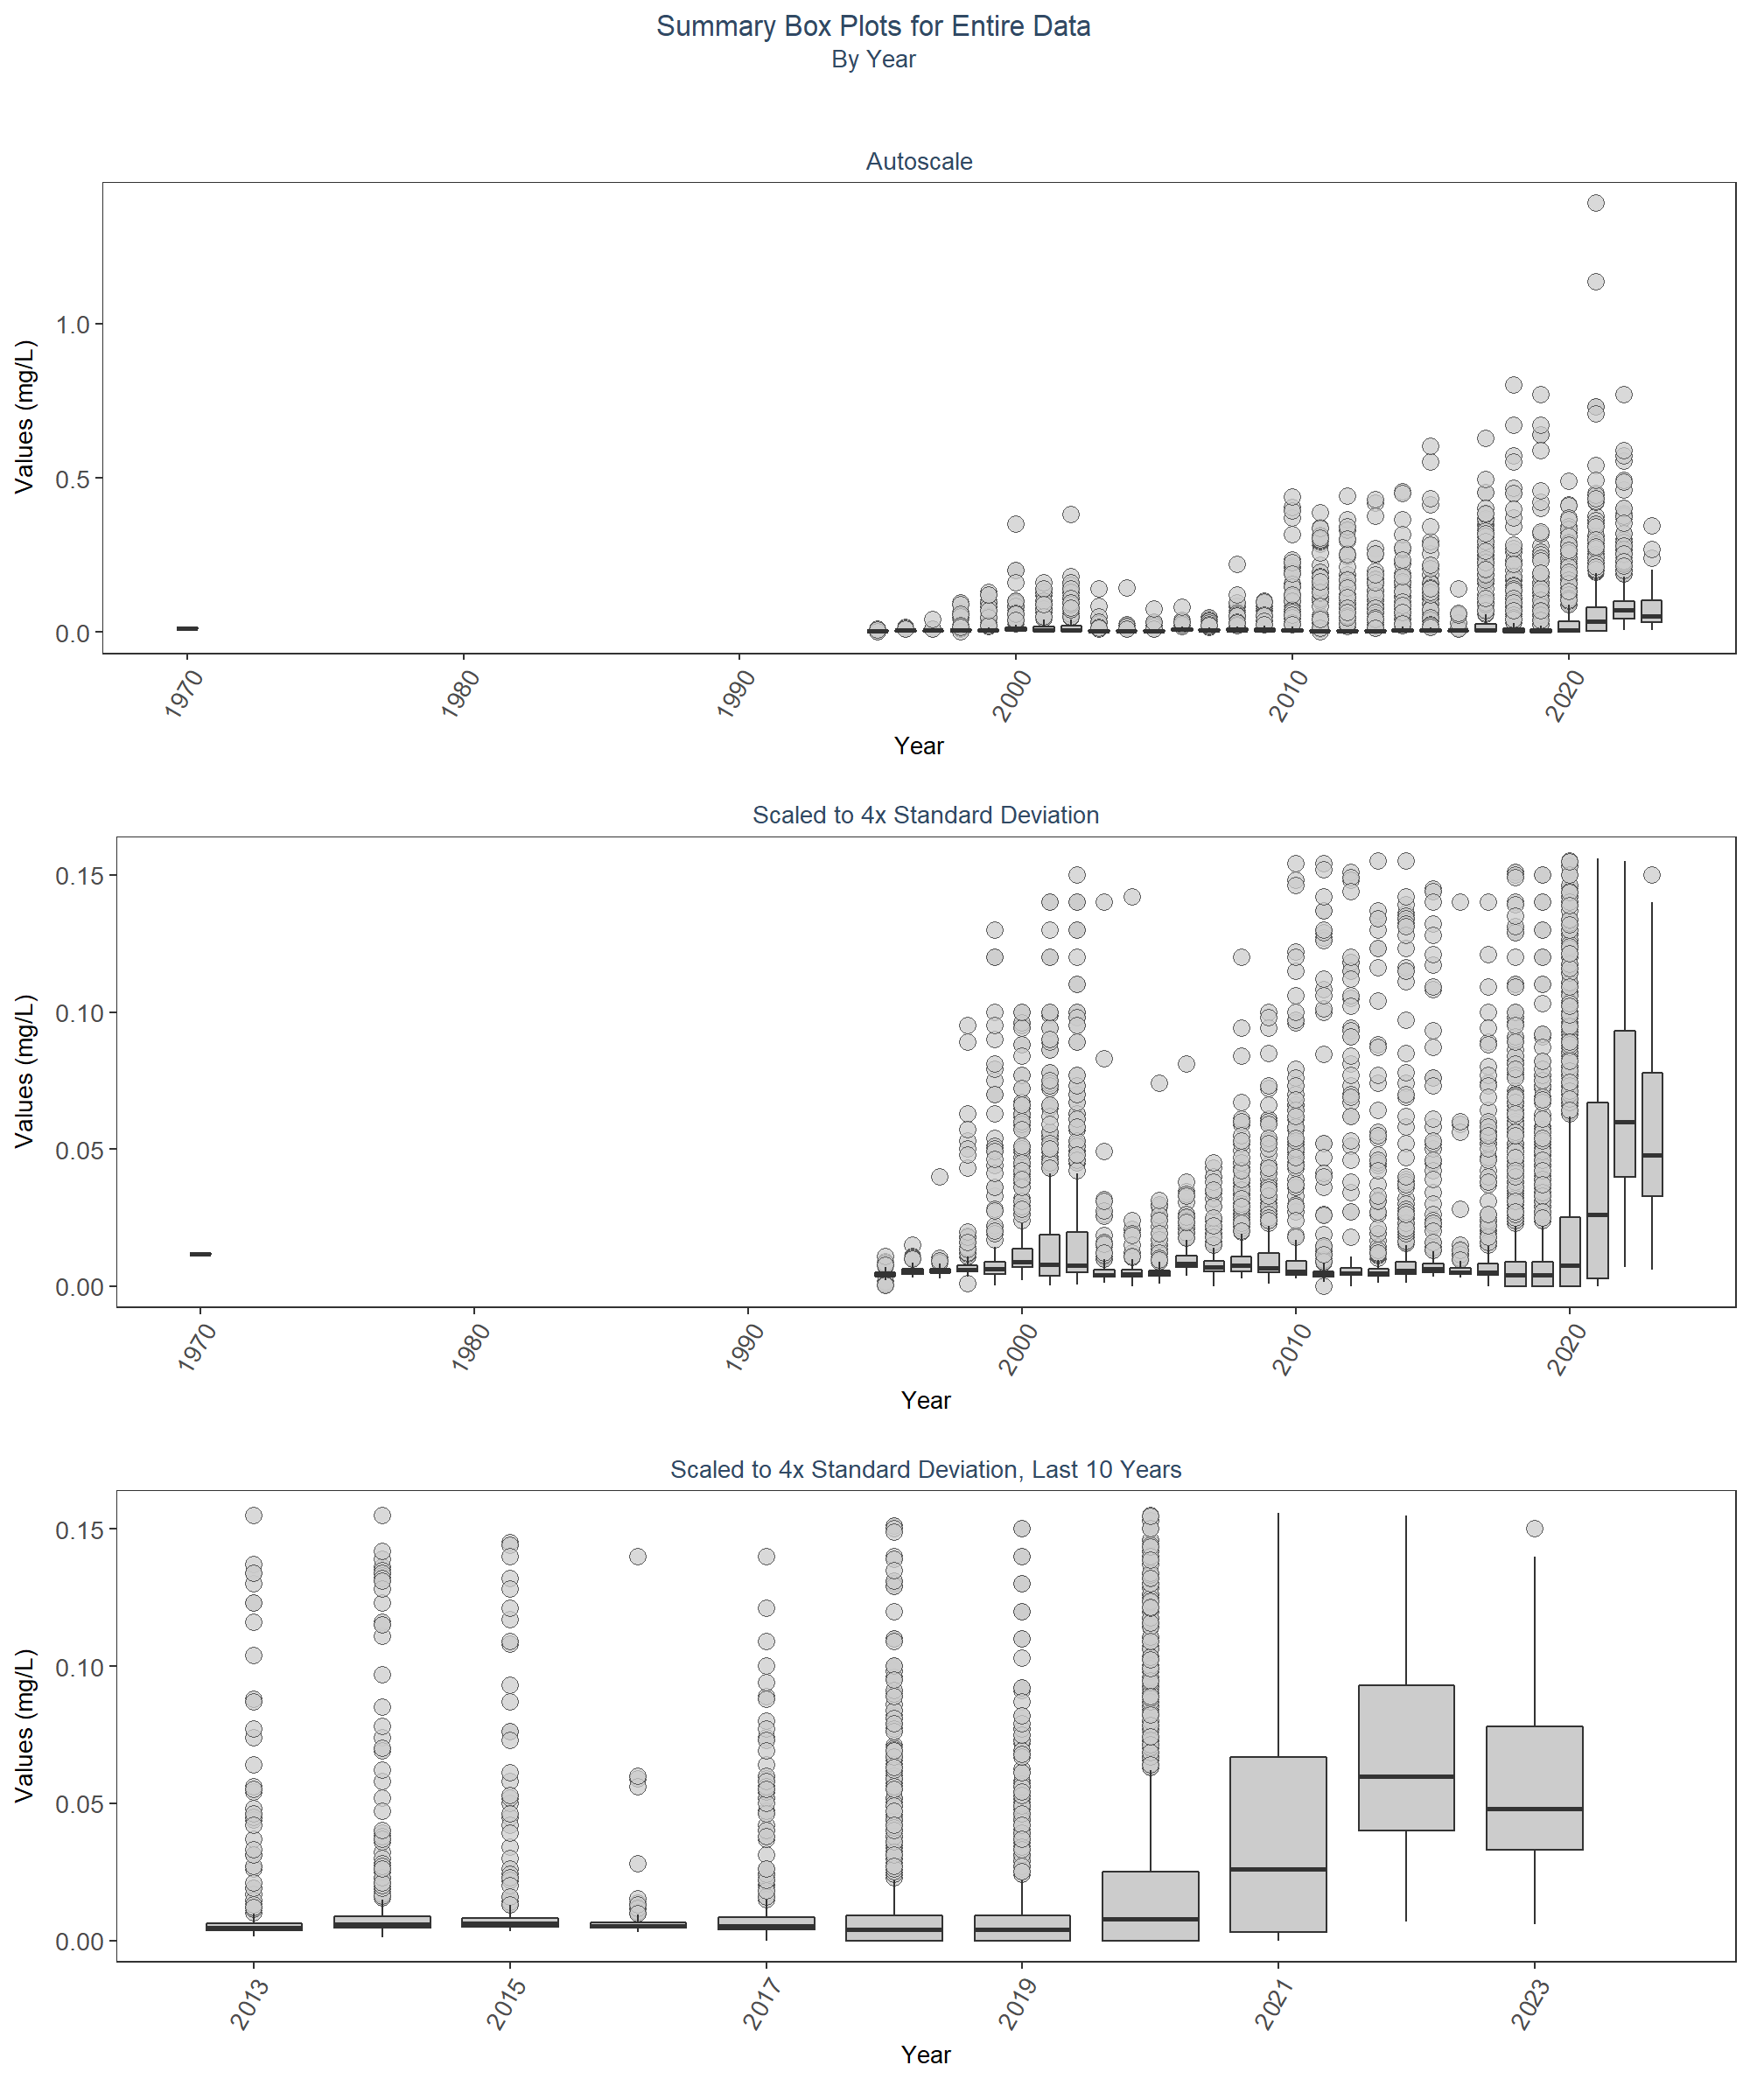 Summary Box Plots for Entire Data
By Year
Autoscale
Values (mg/L)
1.0
0.5
0.0
1970
1980
1990
2000
2010
2020
Year
Scaled to 4x Standard Deviation
Values (mg/L)
0.15
0.10
0.05
0.00
1970
1980
1990
2000
2010
2020
Year
Scaled to 4x Standard Deviation, Last 10 Years
Values (mg/L)
0.15
0.10
0.05
0.00
2013
2015
2017
2019
2021
2023
Year